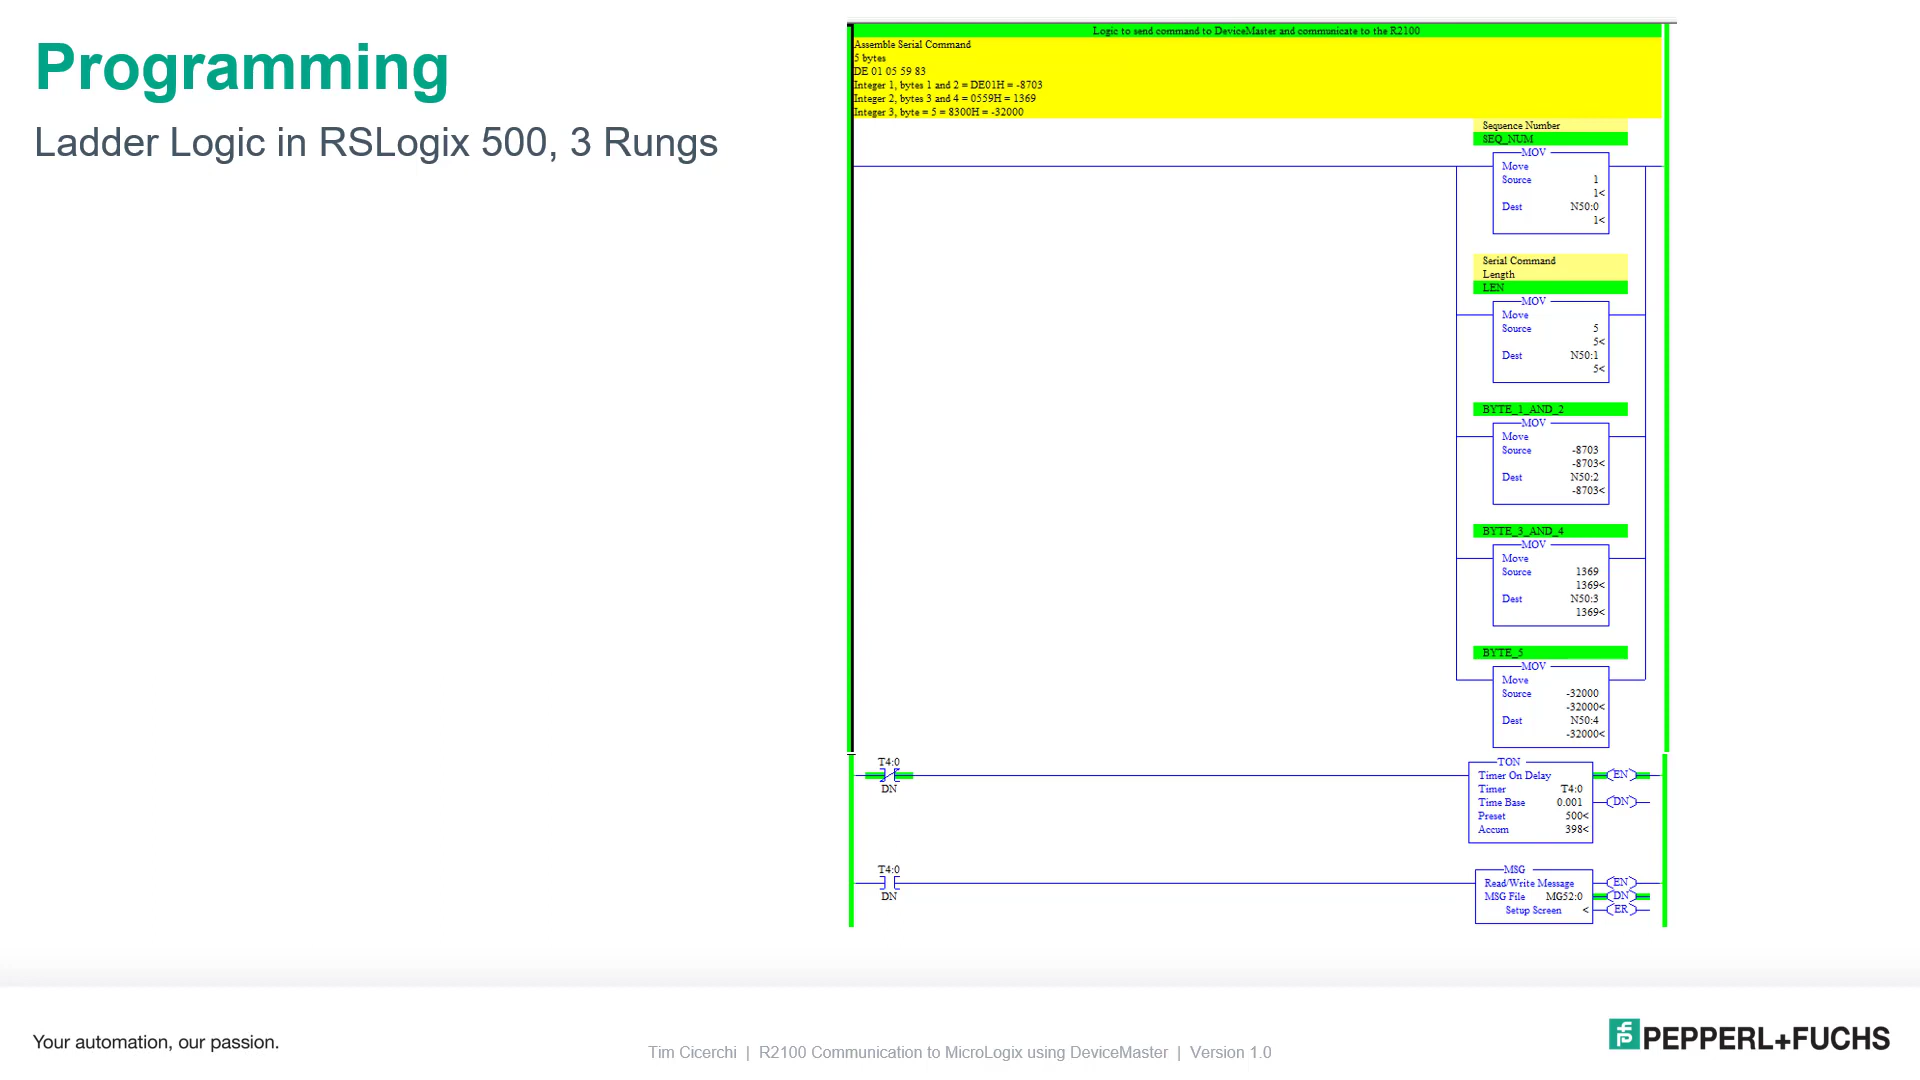 Programming
Ladder Logic in RSLogix 500, 3 Rungs
Logic to send command to DeviceMaster and communicate to the R2100
Assemble Serial Command
5 bytes
DE 01 05 59 83
Integer 1, bytes 1 and 2 = DE01H = -8703
Integer 2, bytes 3 and 4 = 0559H = 1369
Integer 3, byte = 5 = 8300H = -32000
Sequence Number
SEQ_NUM
MOV
Move
Source 1
1<
Dest N50:0
1<
Serial Command
Length
LEN
MOV
Move
Source 5
5<
Dest N50:1
5<
BYTE_1_AND_2
MOV
Move
Source -8703
-8703<
Dest N50:2
-8703<
BYTE_3_AND_4
MOV
Move
Source 1369
1369<
Dest N50:3
1369<
BYTE_5
MOV
Move
Source -32000
-32000<
Dest N50:4
-32000<
T4:0
DN
TON
Timer On Delay
Timer T4:0
Time Base 0.001
Preset 500<
Accum 398<
EN
DN
T4:0
DN
MSG
Read/Write Message
MSG File MG52:0
Setup Screen <
EN
DN
ER
Your automation, our passion.
Tim Cicerchi | R2100 Communication to MicroLogix using DeviceMaster | Version 1.0
PEPPERL+FUCHS